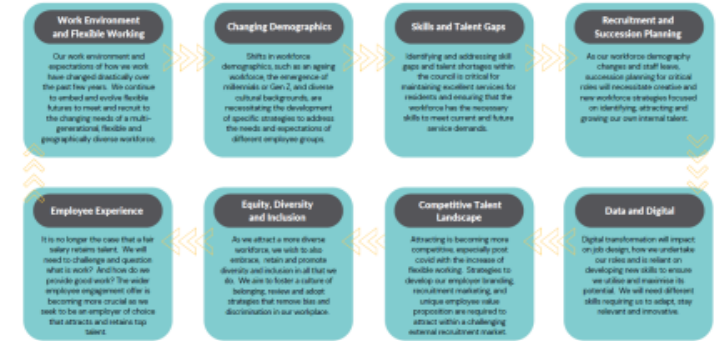 Work Environment
and Flexible Working
Our work environment and
expectations of how we work
have changed drastically over
the past few years. We continue
to embed and evolve flexible
futures to meet and recruit to
the changing needs of a multi-
generational, flexible and
geographically diverse workforce.
Changing Demographics
Shifts in workforce
demographics, such as an ageing
workforce, the emergence of
millennials or Gen Z, and diverse
cultural backgrounds, are
necessitating the development
of specific strategies to address
the needs and expectations of
different employee groups.
Skills and Talent Gaps
Identifying and addressing skill
gaps and talent shortages within
the council is critical for
maintaining excellent services for
residents and ensuring that the
workforce has the necessary
skills to meet current and future
service demands.
Recruitment and
Succession Planning
As our workforce demography
changes and staff leave,
succession planning for critical
roles will necessitate creative and
new workforce strategies focused
on identifying, attracting and
growing our own internal talent.
Employee Experience
It is no longer the case that a fair
salary retains talent. We will
need to challenge and question
what is work? And how do we
provide good work? The wider
employee engagement offer is
becoming more crucial as we
seek to be an employer of choice
that attracts and retains top
talent.
Equity, Diversity
and Inclusion
As we attract a more diverse
workforce, we wish to also
embrace, retain and promote
diversity and inclusion in all that we
do. We aim to foster a culture of
belonging, review and adopt
strategies that remove bias and
discrimination in our workplace.
Competitive Talent
Landscape
Attracting is becoming more
competitive, especially post
covid with the increase of
flexible working. Strategies to
develop our employer branding,
recruitment marketing, and
unique employee value
proposition are required to
attract within a challenging
external recruitment market.
Data and Digital
Digital transformation will impact
on job design, how we undertake
our roles and is reliant on
developing new skills to ensure
we utilise and maximise its
potential. We will need different
skills requiring us to adapt, stay
relevant and innovative.